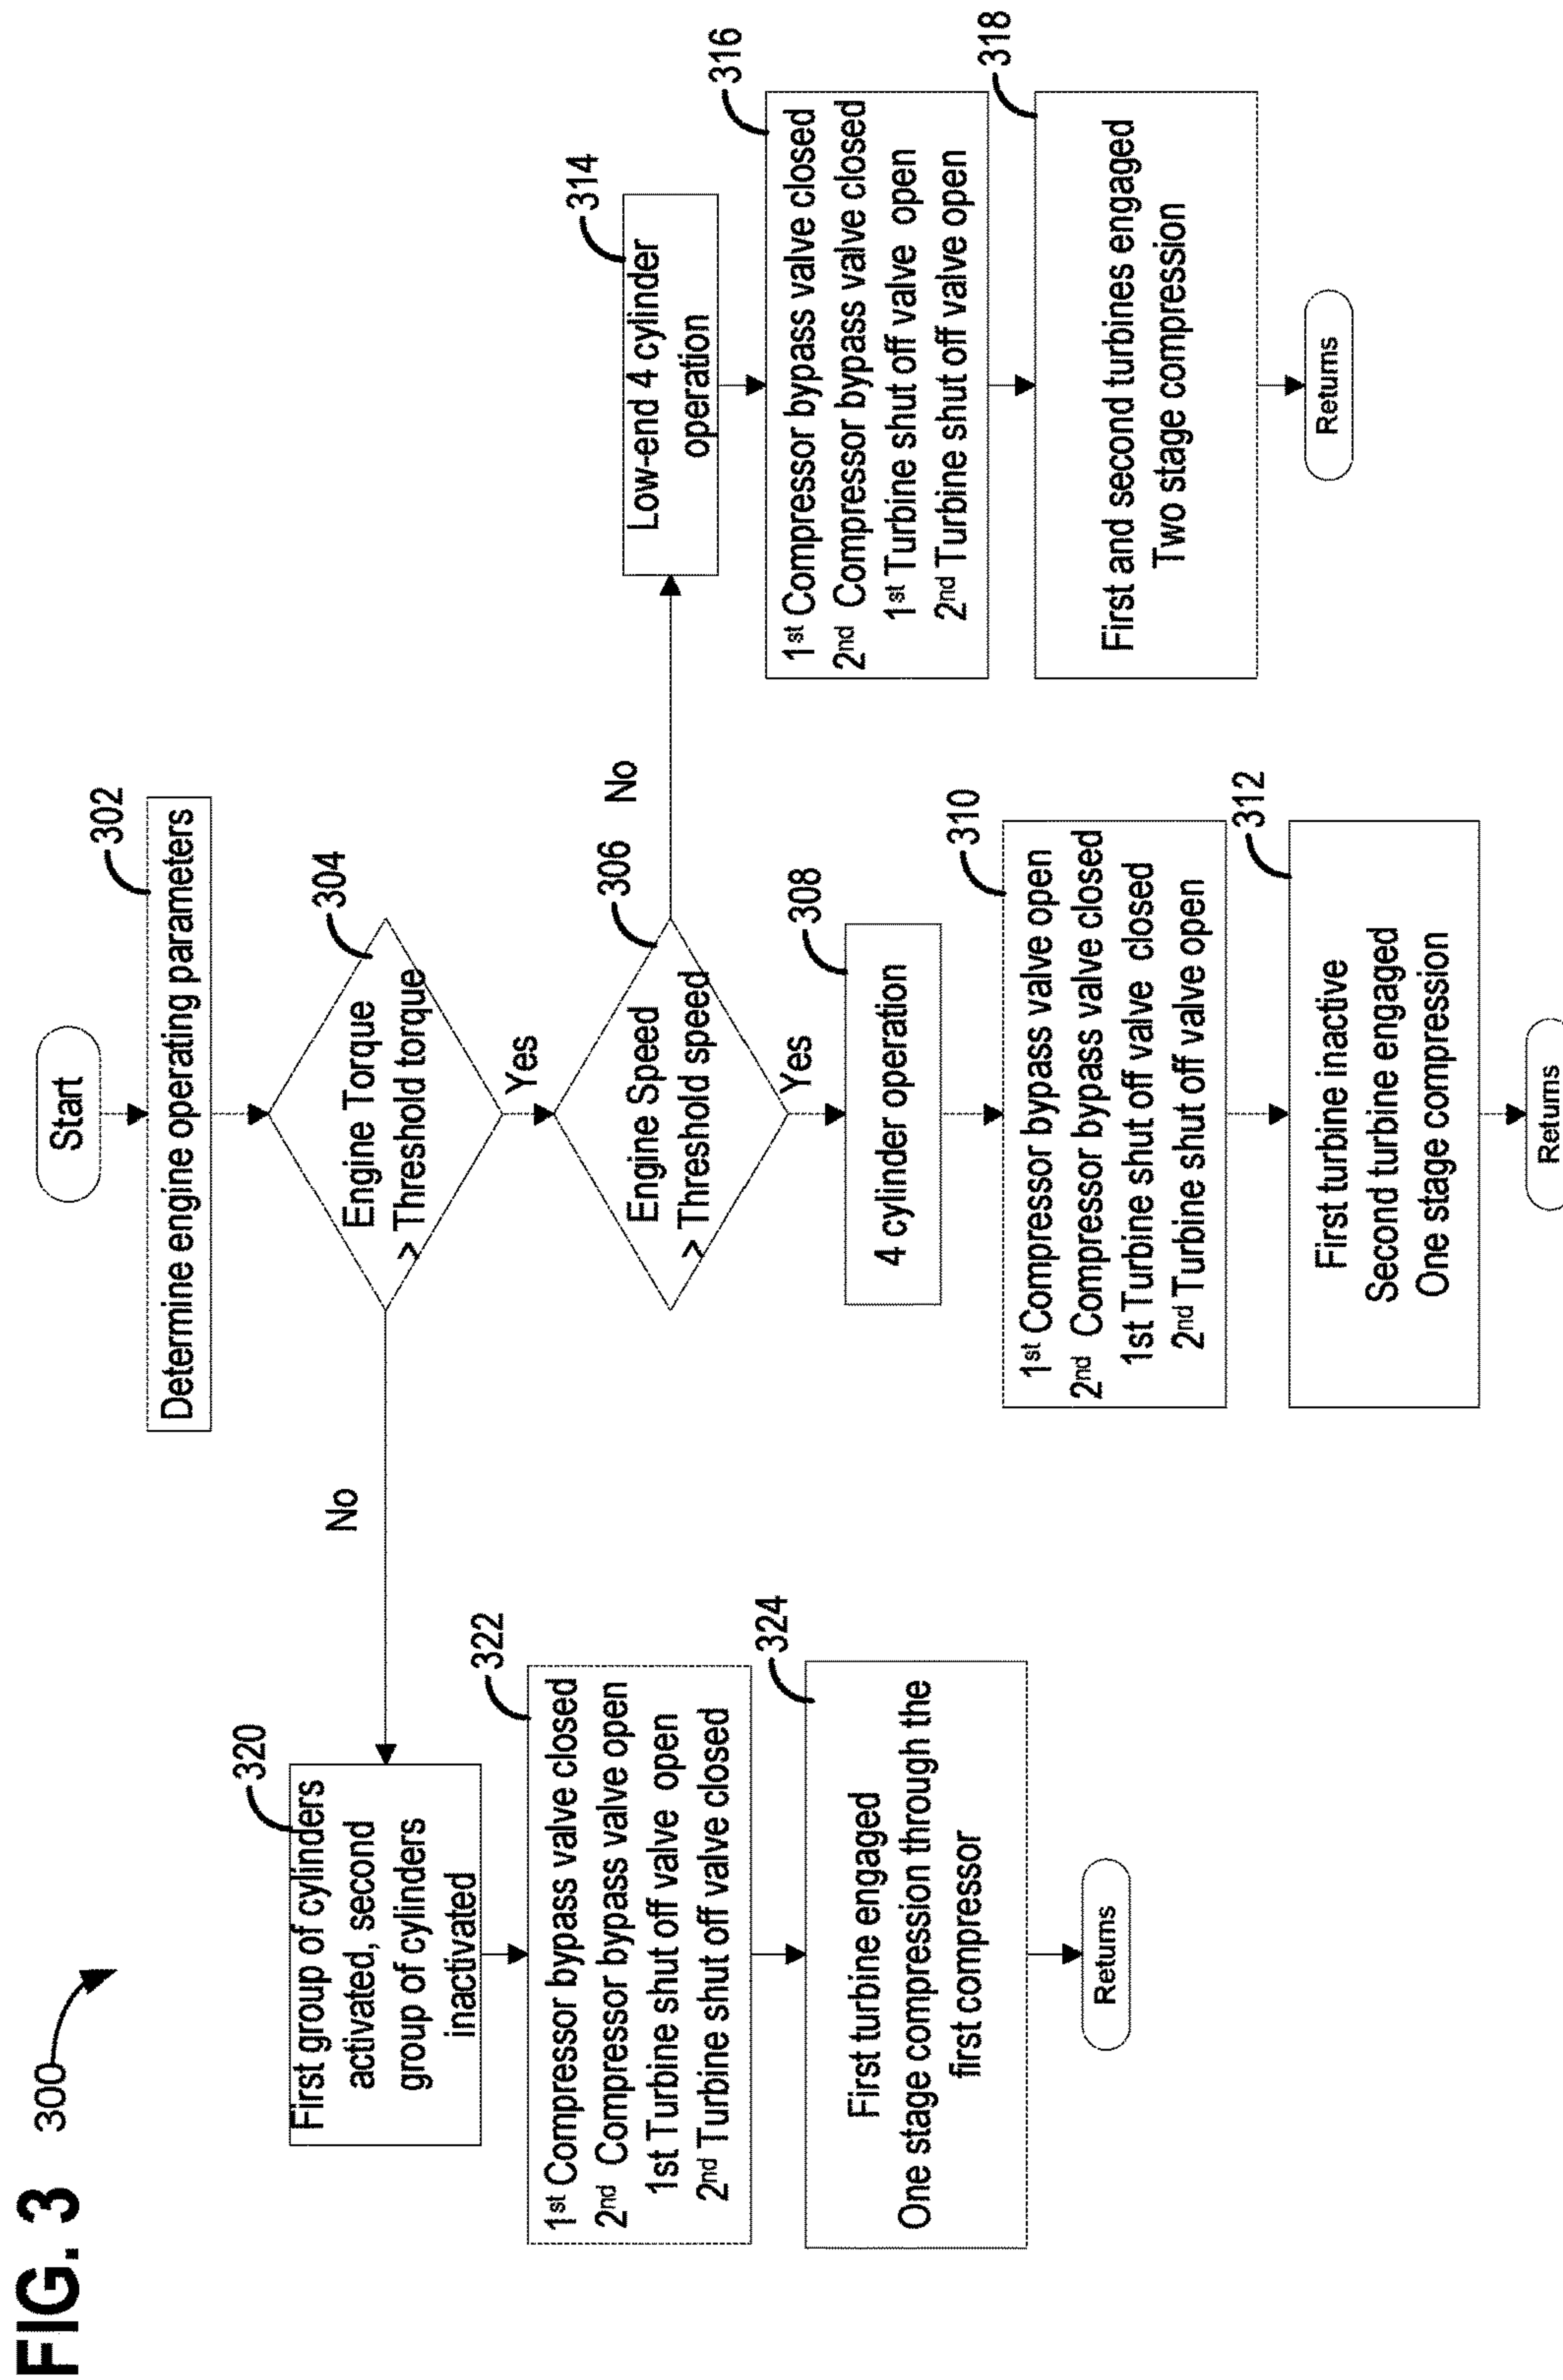 FIG. 3
300
Start
302
Determine engine operating parameters
304
Engine Torque
> Threshold torque
No
Yes
306
Engine Speed
> Threshold speed
No
Yes
308
4 cylinder operation
310
1st Compressor bypass valve open
2nd Compressor bypass valve closed
1st Turbine shut off valve closed
2nd Turbine shut off valve open
312
First turbine inactive
Second turbine engaged
One stage compression
Returns
314
Low-end 4 cylinder
operation
316
1st Compressor bypass valve closed
2nd Compressor bypass valve closed
1st Turbine shut off valve open
2nd Turbine shut off valve open
318
First and second turbines engaged
Two stage compression
Returns
320
First group of cylinders
activated, second
group of cylinders
inactivated
322
1st Compressor bypass valve closed
2nd Compressor bypass valve open
1st Turbine shut off valve open
2nd Turbine shut off valve closed
324
First turbine engaged
One stage compression through the
first compressor
Returns